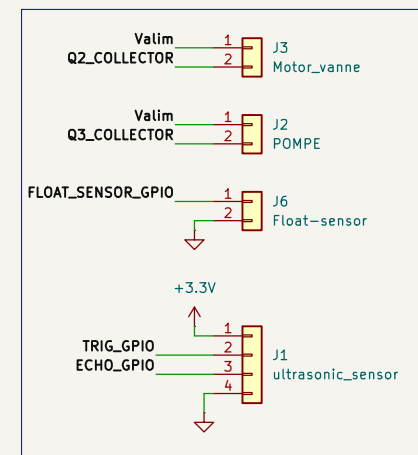 Valim 1 J3
Q2_COLLECTOR 2 Motor_vanne
Valim 1 J2
Q3_COLLECTOR 2 POMPE
FLOAT_SENSOR_GPIO 1 J6
2 Float-sensor
+3.3V
1
TRIG_GPIO 2 J1
ECHO_GPIO 3 ultrasonic_sensor
4